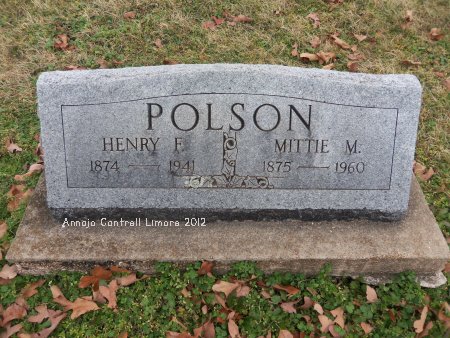 POLSON
HENRY F. MITTIE M.
1874 — 1941 1875 — 1960
Annajo Cantrell Limore 2012